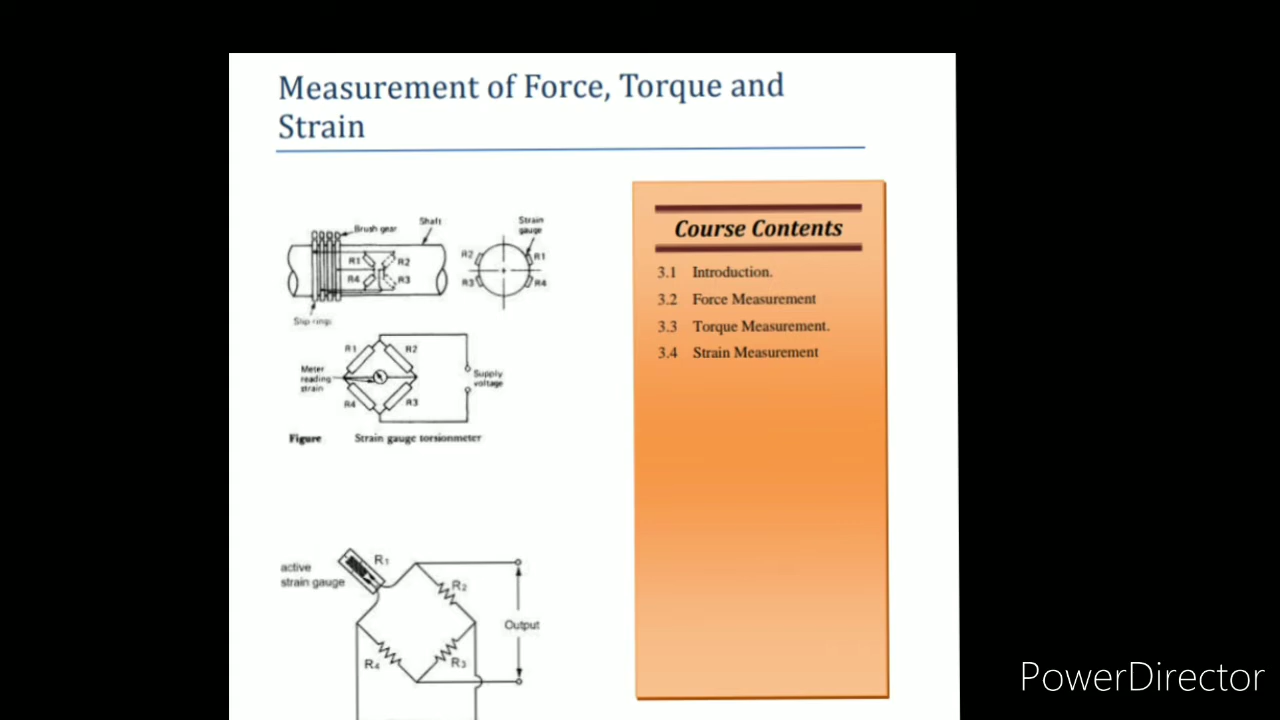 Measurement of Force, Torque and
Strain
Brush gear
Shaft
Strain
gauge
R1
R2
R4
R3
R2
R1
R3
R4
Slip rings
R1
R2
Meter
reading
strain
Supply
voltage
R4
R3
Figure Strain gauge torsionmeter
active
strain gauge
R1
R2
Output
R4
R3
Course Contents
3.1 Introduction.
3.2 Force Measurement
3.3 Torque Measurement.
3.4 Strain Measurement
PowerDirector